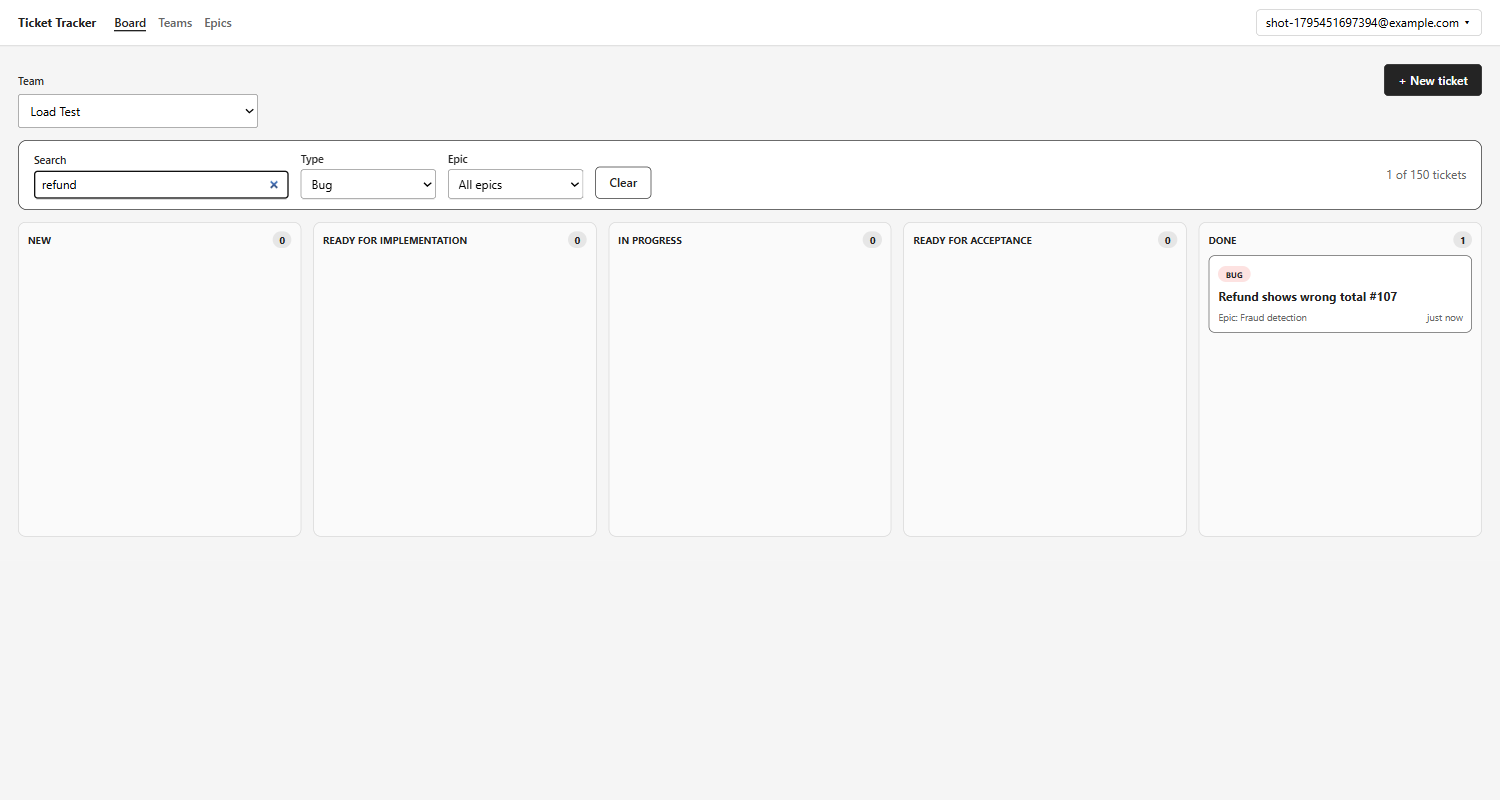 Ticket Tracker Board Teams Epics shot-1795451697394@example.com
Team
+ New ticket
Load Test
Search Type Epic
refund Bug All epics Clear 1 of 150 tickets
NEW 0 READY FOR IMPLEMENTATION 0 IN PROGRESS 0 READY FOR ACCEPTANCE 0 DONE 1
BUG
Refund shows wrong total #107
Epic: Fraud detection just now